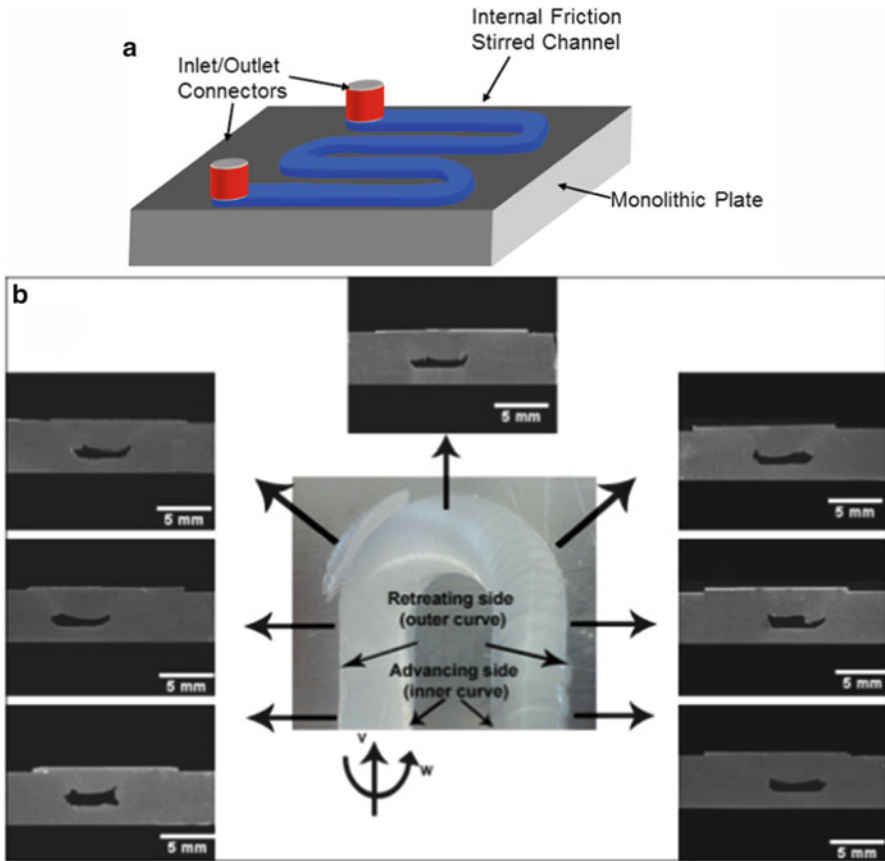 a
Internal Friction
Stirred Channel
Inlet/Outlet
Connectors
Monolithic Plate
b
5 mm
5 mm
5 mm
5 mm
5 mm
Retreating side
(outer curve)
Advancing side
(inner curve)
5 mm
5 mm
V
W